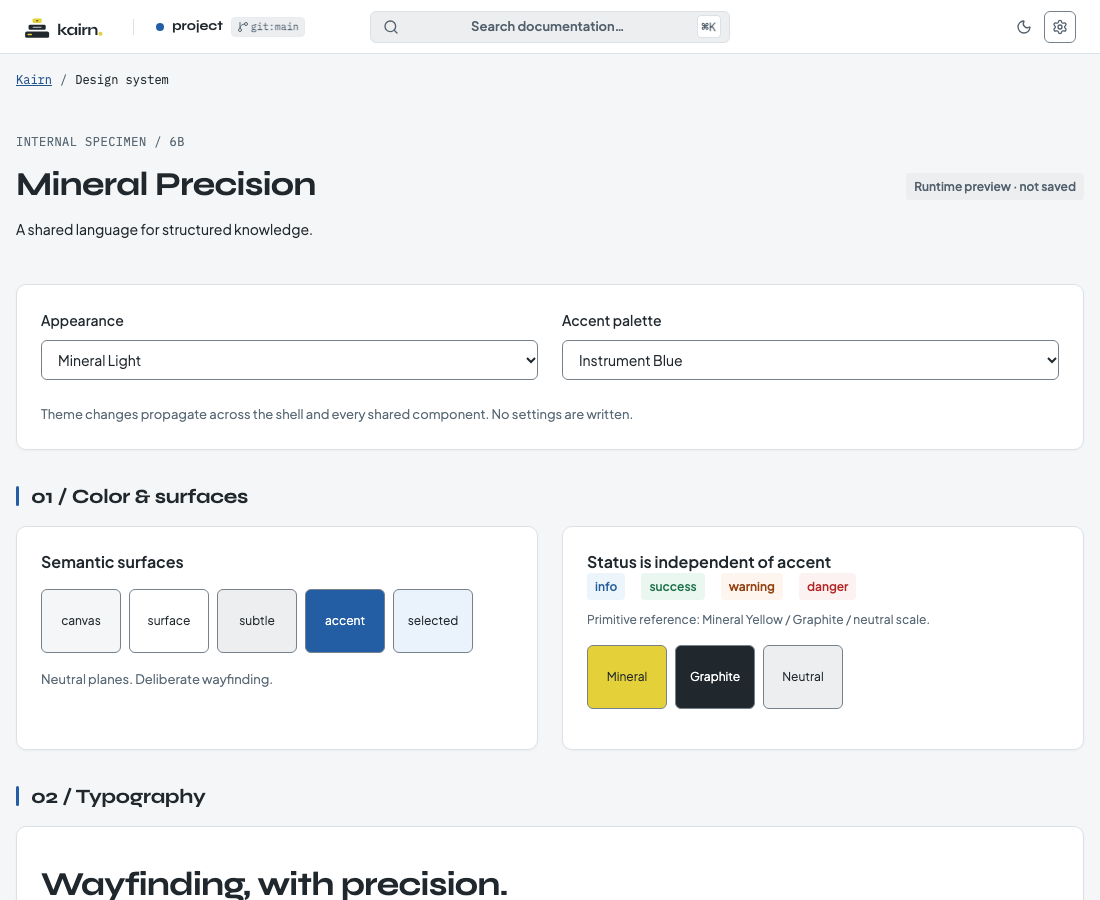 kairn.
project
git:main
Search documentation…
⌘K
Kairn / Design system
INTERNAL SPECIMEN / 6B
Mineral Precision
Runtime preview · not saved
A shared language for structured knowledge.
Appearance
Accent palette
Mineral Light
Instrument Blue
Theme changes propagate across the shell and every shared component. No settings are written.
01 / Color & surfaces
Semantic surfaces
canvas
surface
subtle
accent
selected
Neutral planes. Deliberate wayfinding.
Status is independent of accent
info
success
warning
danger
Primitive reference: Mineral Yellow / Graphite / neutral scale.
Mineral
Graphite
Neutral
02 / Typography
Wayfinding, with precision.